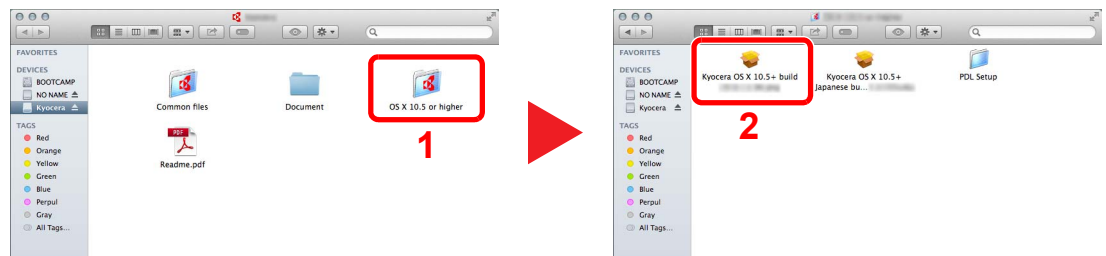 FAVORITES
DEVICES
BOOTCAMP
NO NAME
Kyocera
TAGS
Red
Orange
Yellow
Green
Blue
Perpul
Gray
All Tags...
Common files
Document
OS X 10.5 or higher
1
PDF
Readme.pdf
FAVORITES
DEVICES
BOOTCAMP
NO NAME
Kyocera
TAGS
Red
Orange
Yellow
Green
Blue
Perpul
Gray
All Tags...
Kyocera OS X 10.5+ build
2
Kyocera OS X 10.5+
Japanese bu...
PDL Setup